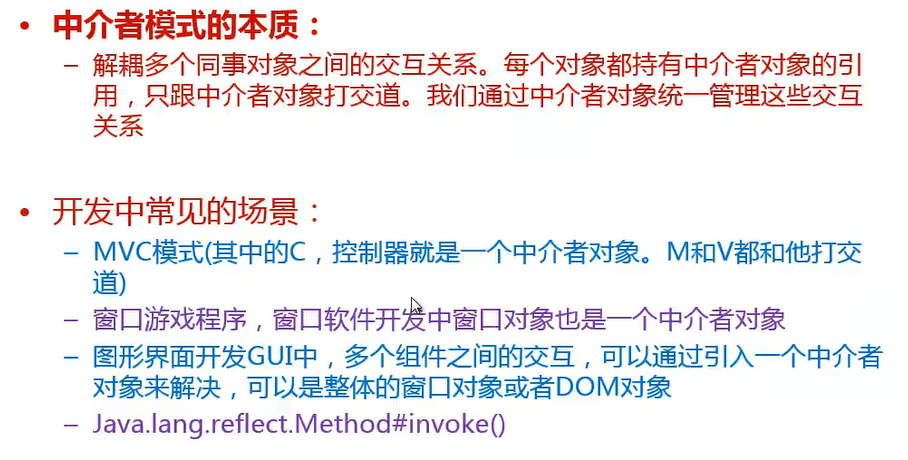 • 中介者模式的本质：
– 解耦多个同事对象之间的交互关系。每个对象都持有中介者对象的引
用，只跟中介者对象打交道。我们通过中介者对象统一管理这些交互
关系
• 开发中常见的场景：
– MVC模式(其中的C，控制器就是一个中介者对象。M和V都和他打交
道)
– 窗口游戏程序，窗口软件开发中窗口对象也是一个中介者对象
– 图形界面开发GUI中，多个组件之间的交互，可以通过引入一个中介者
对象来解决，可以是整体的窗口对象或者DOM对象
– Java.lang.reflect.Method#invoke()